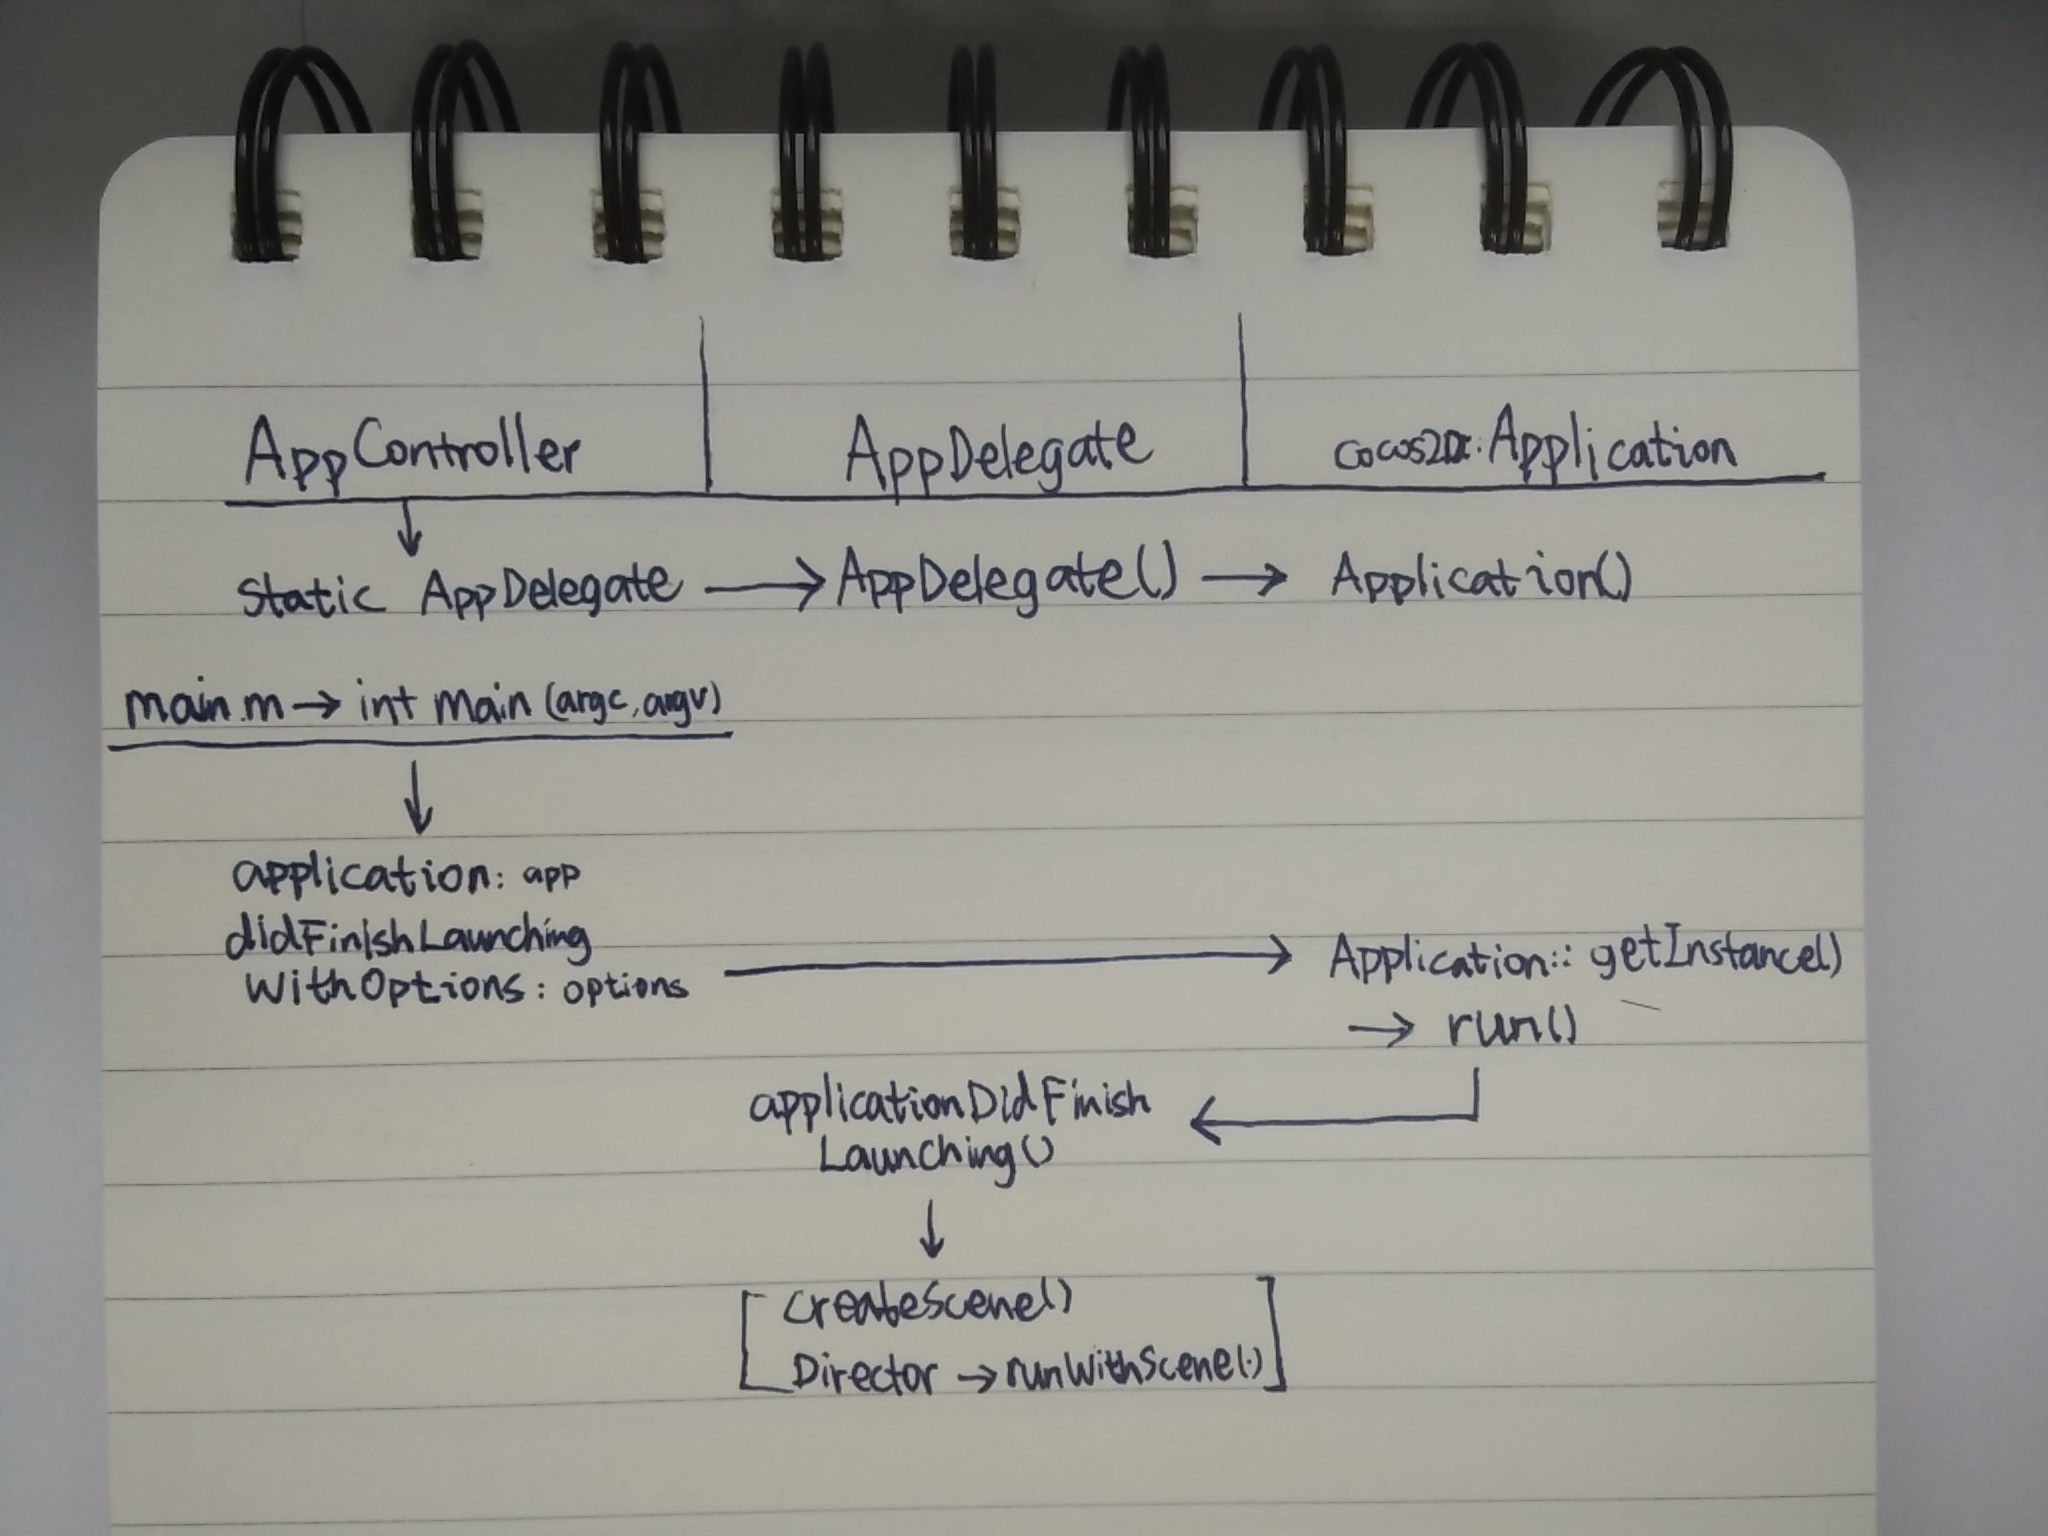 AppController | AppDelegate | cocos2dx::Application
↓
static AppDelegate → AppDelegate() → Application()
main.m → int main (argc, argv)
↓
application: app
didFinishLaunching
WithOptions: options → Application::getInstance()
→ run()
applicationDidFinish ←
Launching()
↓
[ createScene()
Director → runWithScene(·) ]